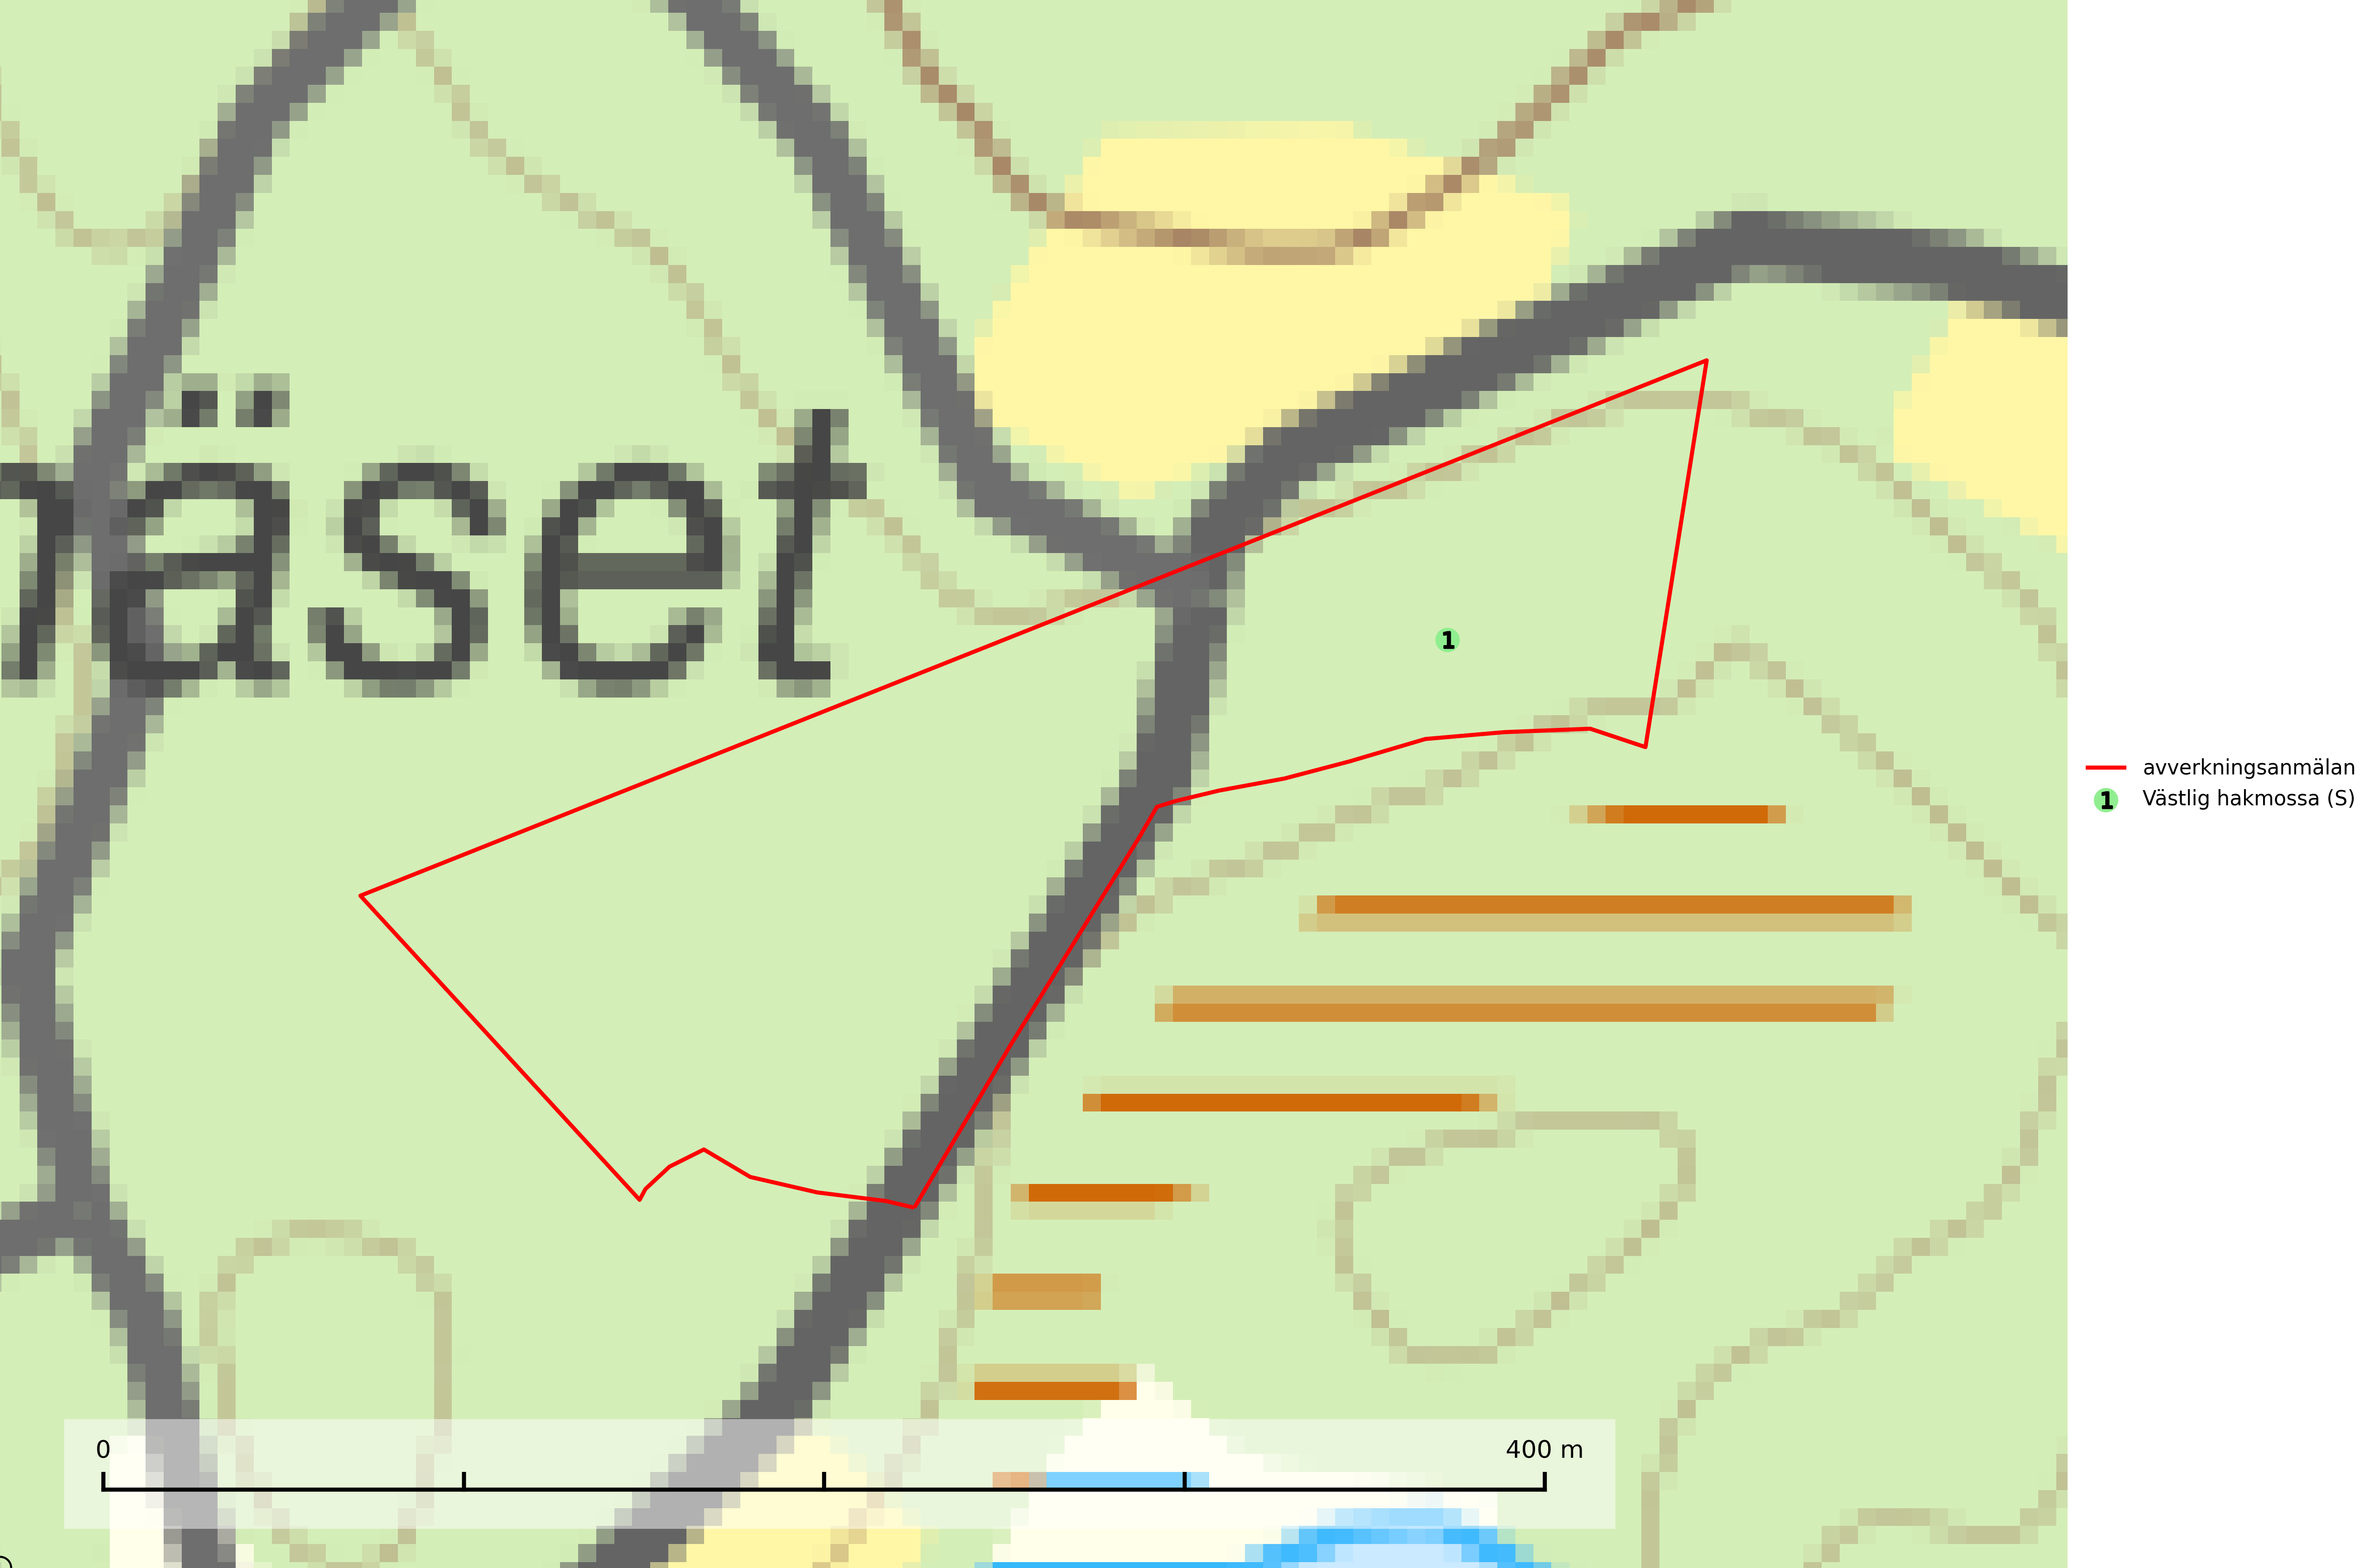 äset
avverkningsanmälan
1 Västlig hakmossa (S)
1
0 400 m